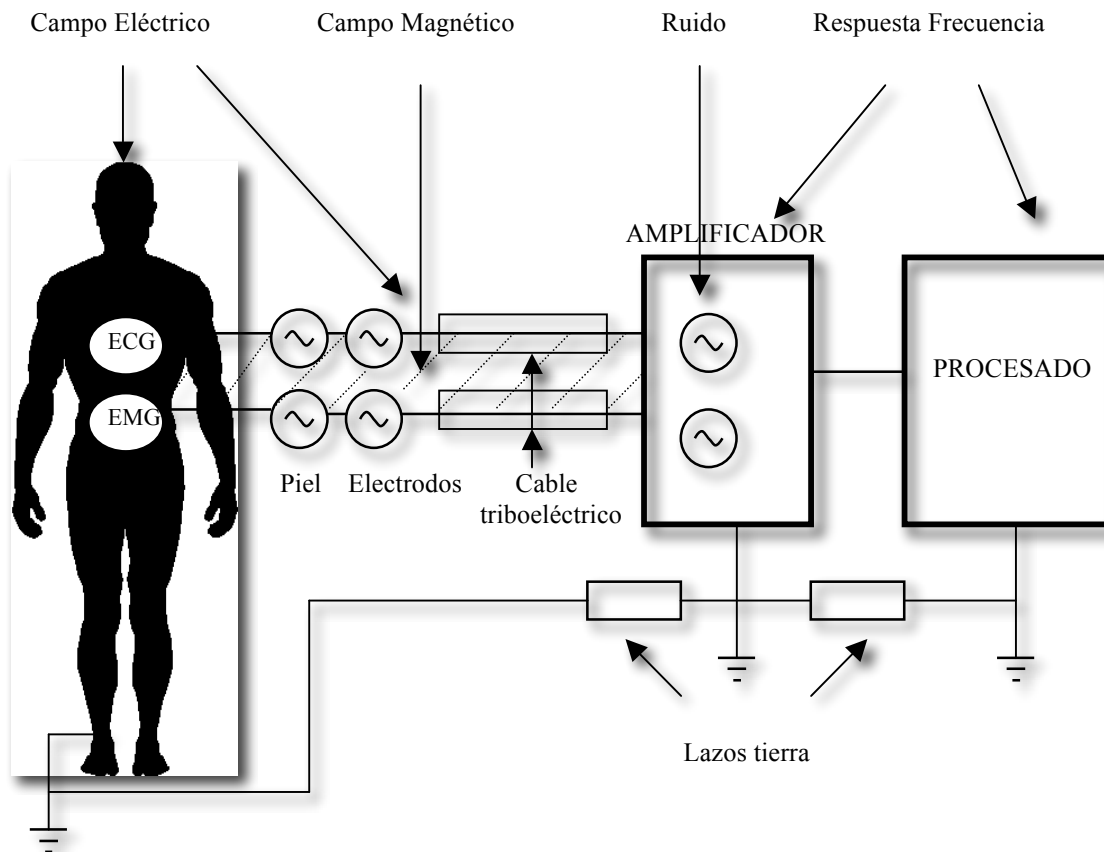 Campo Eléctrico
Campo Magnético
Ruido
Respuesta Frecuencia
AMPLIFICADOR
ECG
PROCESADO
EMG
Piel
Electrodos
Cable
triboeléctrico
Lazos tierra